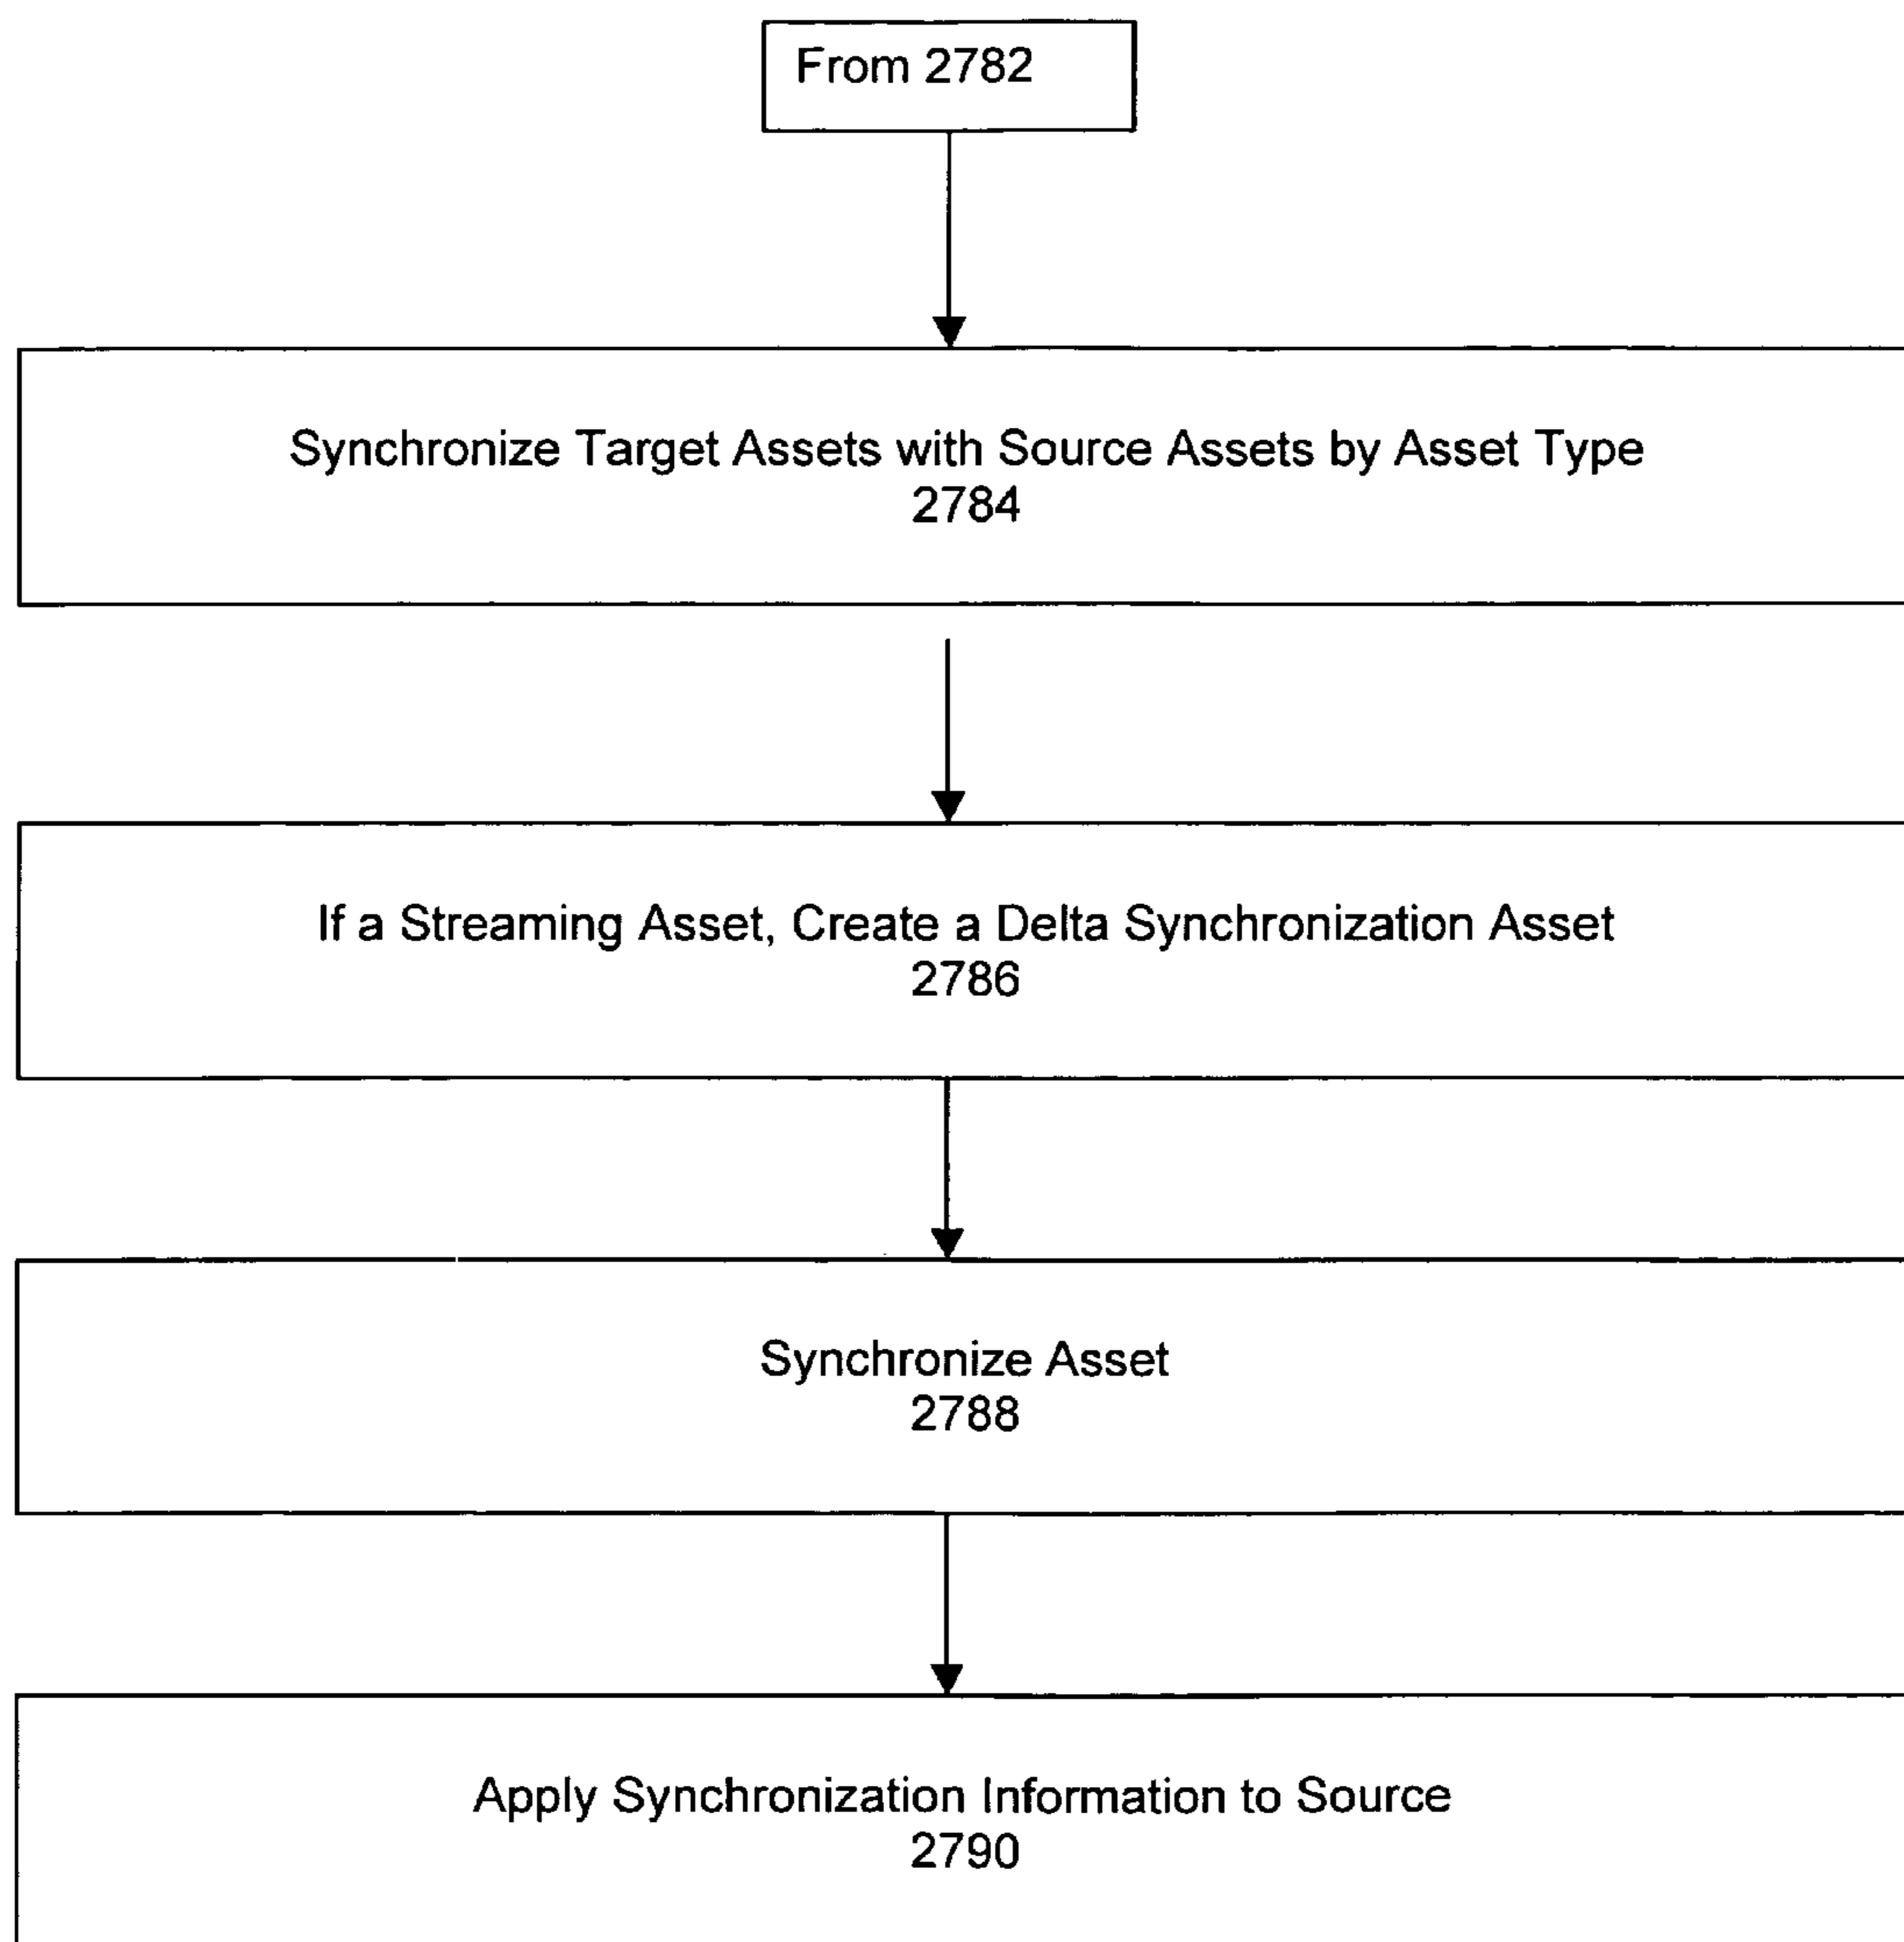 From 2782
Synchronize Target Assets with Source Assets by Asset Type
2784
If a Streaming Asset, Create a Delta Synchronization Asset
2786
Synchronize Asset
2788
Apply Synchronization Information to Source
2790